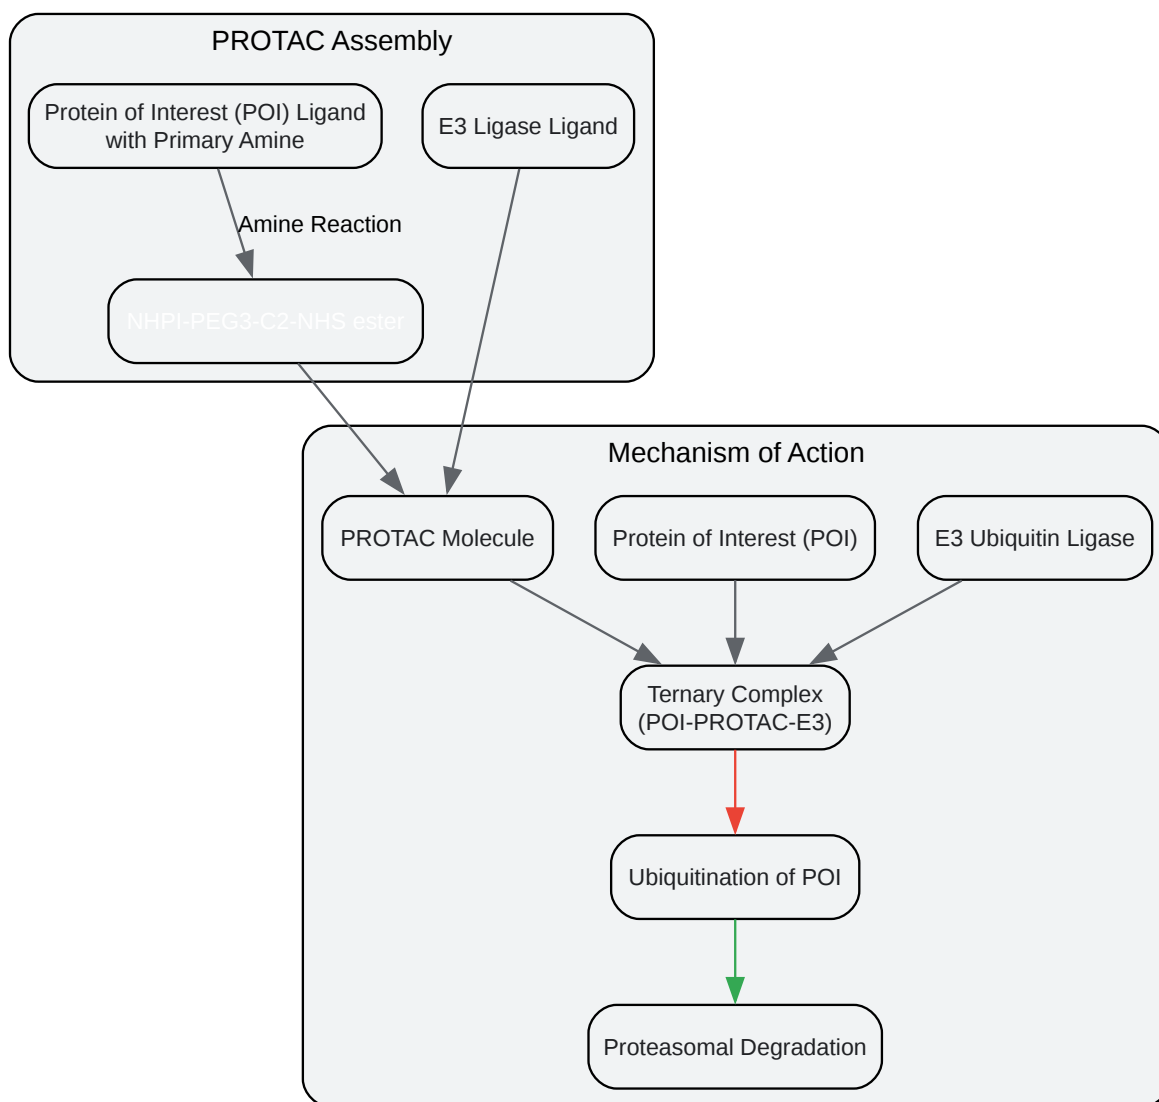 PROTAC Assembly
Protein of Interest (POI) Ligand
with Primary Amine
E3 Ligase Ligand
Amine Reaction
NHPI-PEG3-C2-NHS ester
Mechanism of Action
PROTAC Molecule
Protein of Interest (POI)
E3 Ubiquitin Ligase
Ternary Complex
(POI-PROTAC-E3)
Ubiquitination of POI
Proteasomal Degradation